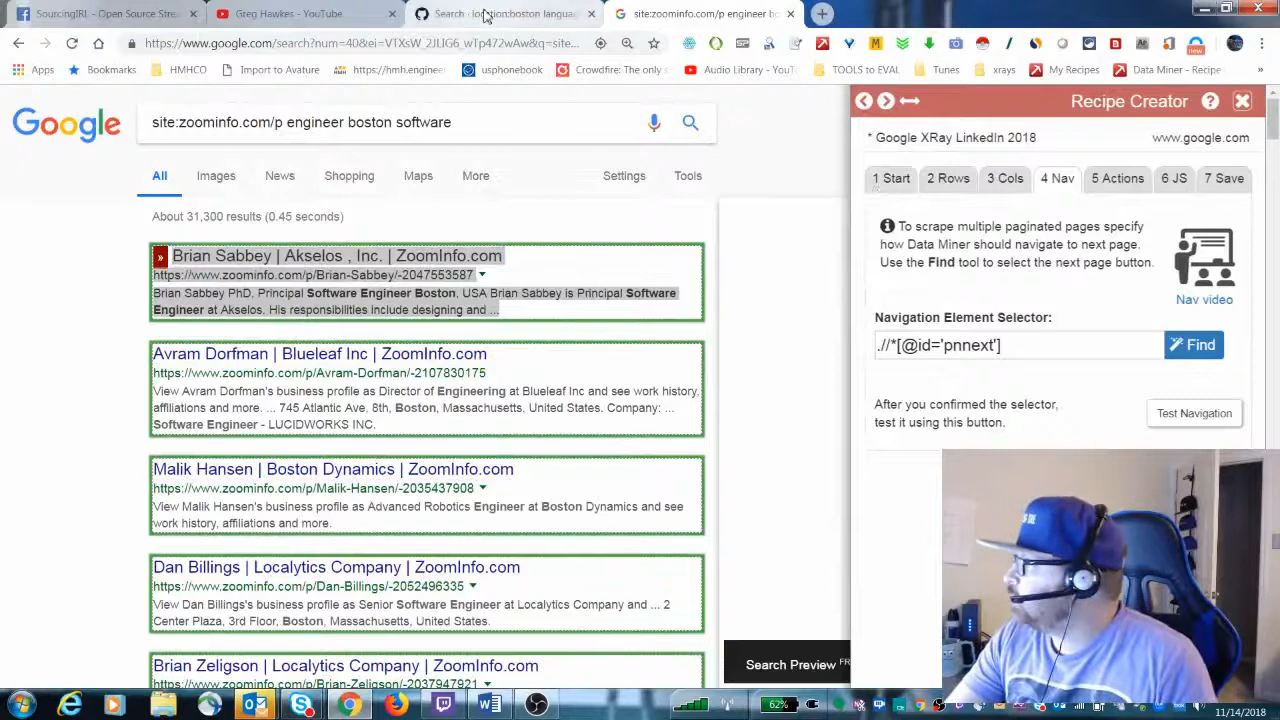 SourcingIRL - Open Source Stre
Greg Hawkes - YouTube
Search · location:boston langua
site:zoominfo.com/p engineer bo
https://www.google.com/search?num=40&ei=VTXsW_2JLIG6_wTp472wAw&q=site...
Apps
Bookmarks
HMHCO
Import to Avature
https://hmh.engineer
usphonebook
Crowdfire: The only s
Audio Library - YouT
TOOLS to EVAL
Tunes
xrays
My Recipes
Data Miner - Recipe
»
Google
site:zoominfo.com/p engineer boston software
All
Images
News
Shopping
Maps
More
Settings
Tools
About 31,300 results (0.45 seconds)
» Brian Sabbey | Akselos , Inc. | ZoomInfo.com
https://www.zoominfo.com/p/Brian-Sabbey/-2047553587
Brian Sabbey PhD, Principal Software Engineer Boston, USA Brian Sabbey is Principal Software
Engineer at Akselos. His responsibilities include designing and ...
Avram Dorfman | Blueleaf Inc | ZoomInfo.com
https://www.zoominfo.com/p/Avram-Dorfman/-2107830175
View Avram Dorfman's business profile as Director of Engineering at Blueleaf Inc and see work history,
affiliations and more. ... 745 Atlantic Ave, 8th, Boston, Massachusetts, United States. Company: ...
Software Engineer - LUCIDWORKS INC.
Malik Hansen | Boston Dynamics | ZoomInfo.com
https://www.zoominfo.com/p/Malik-Hansen/-2035437908
View Malik Hansen's business profile as Advanced Robotics Engineer at Boston Dynamics and see
work history, affiliations and more.
Dan Billings | Localytics Company | ZoomInfo.com
https://www.zoominfo.com/p/Dan-Billings/-2052496335
View Dan Billings's business profile as Senior Software Engineer at Localytics Company and ... 2
Center Plaza, 3rd Floor, Boston, Massachusetts, United States.
Brian Zeligson | Localytics Company | ZoomInfo.com
https://www.zoominfo.com/p/Brian-Zeligson/-2037947921
Search Preview
Recipe Creator
* Google XRay LinkedIn 2018
www.google.com
1 Start
2 Rows
3 Cols
4 Nav
5 Actions
6 JS
7 Save
To scrape multiple paginated pages specify
how Data Miner should navigate to next page.
Use the Find tool to select the next page button.
Nav video
Navigation Element Selector:
.//*[@id='pnnext']
Find
After you confirmed the selector,
test it using this button.
Test Navigation
62%
11/14/2018